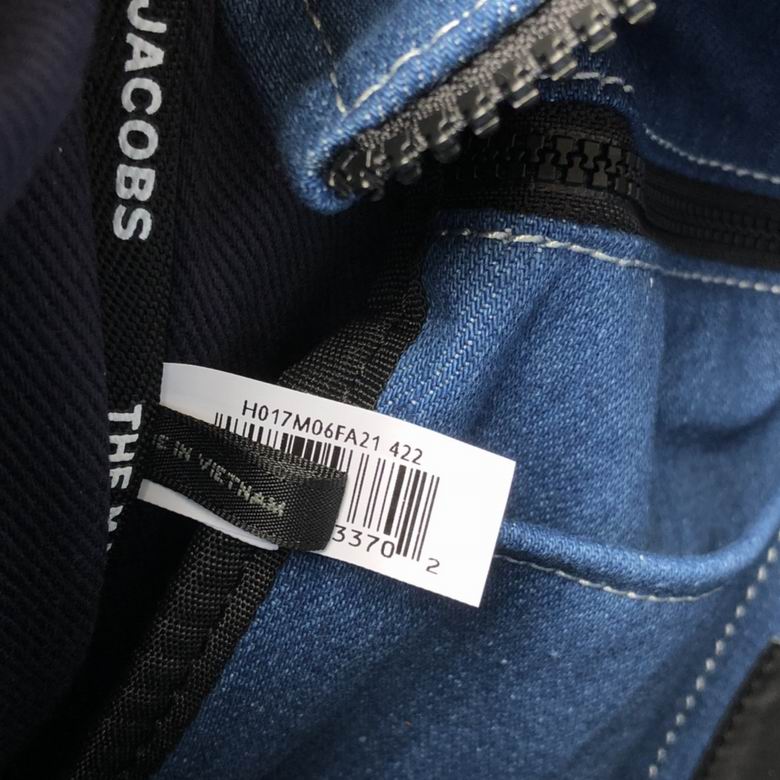 JACOBS
THE
H017M06FA21 422
IN VIETNAM
3370
2